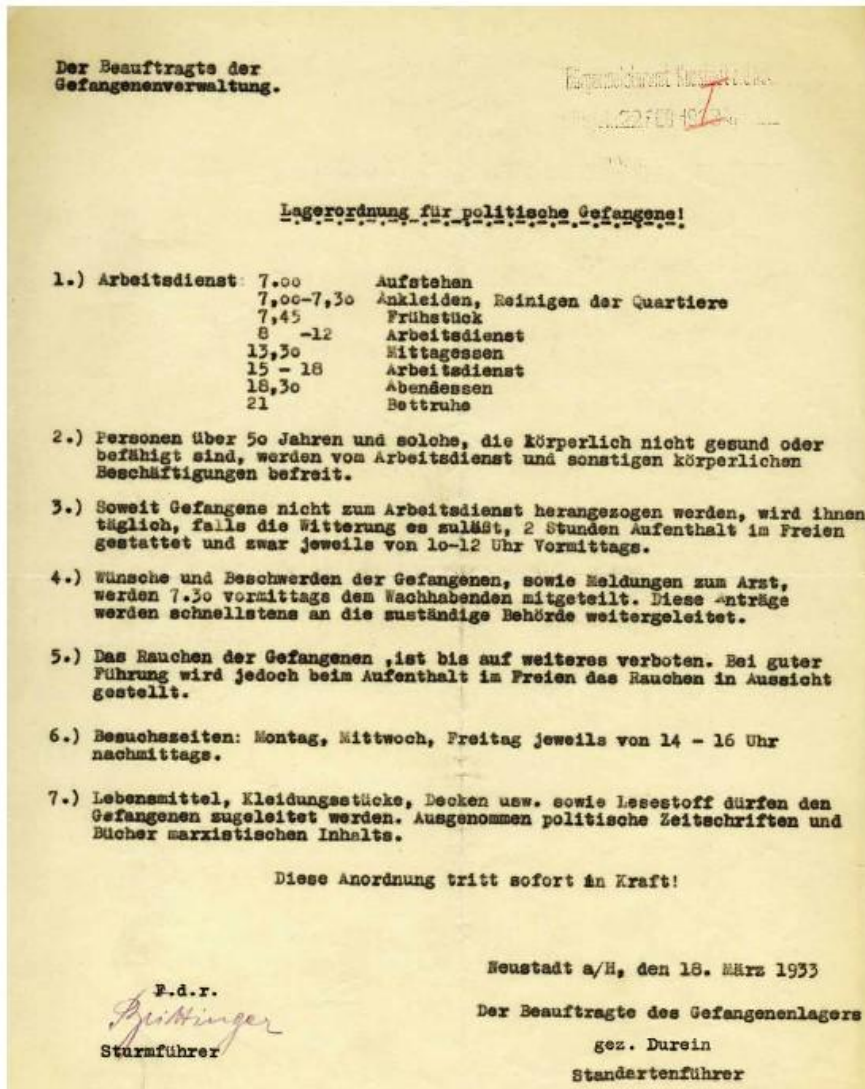 Der Beauftragte der
Gefangenenverwaltung.
22 FEB 19
I
Lagerordnung für politische Gefangene!
1.) Arbeitsdienst: 7.oo Aufstehen
7,oo-7,3o Ankleiden, Reinigen der Quartiere
7,45 Frühstück
8 -12 Arbeitsdienst
13,3o Mittagessen
15 - 18 Arbeitsdienst
18,3o Abendessen
21 Bettruhe
2.) Personen über 5o Jahren und solche, die körperlich nicht gesund oder
befähigt sind, werden vom Arbeitsdienst und sonstigen körperlichen
Beschäftigungen befreit.
3.) Soweit Gefangene nicht zum Arbeitsdienst herangezogen werden, wird ihnen
täglich, falls die Witterung es zuläßt, 2 Stunden Aufenthalt im Freien
gestattet und zwar jeweils von 1o-12 Uhr Vormittags.
4.) Wünsche und Beschwerden der Gefangenen, sowie Meldungen zum Arzt,
werden 7.3o vormittags dem Wachhabenden mitgeteilt. Diese Anträge
werden schnellstens an die zuständige Behörde weitergeleitet.
5.) Das Rauchen der Gefangenen ,ist bis auf weiteres verboten. Bei guter
Führung wird jedoch beim Aufenthalt im Freien das Rauchen in Aussicht
gestellt.
6.) Besuchszeiten: Montag, Mittwoch, Freitag jeweils von 14 - 16 Uhr
nachmittags.
7.) Lebensmittel, Kleidungsstücke, Decken usw. sowie Lesestoff dürfen den
Gefangenen zugeleitet werden. Ausgenommen politische Zeitschriften und
Bücher marxistischen Inhalts.
Diese Anordnung tritt sofort in Kraft!
Neustadt a/H, den 18. März 1933
F.d.r.
Der Beauftragte des Gefangenenlagers
Sturmführer
gez. Durein
Standartenführer